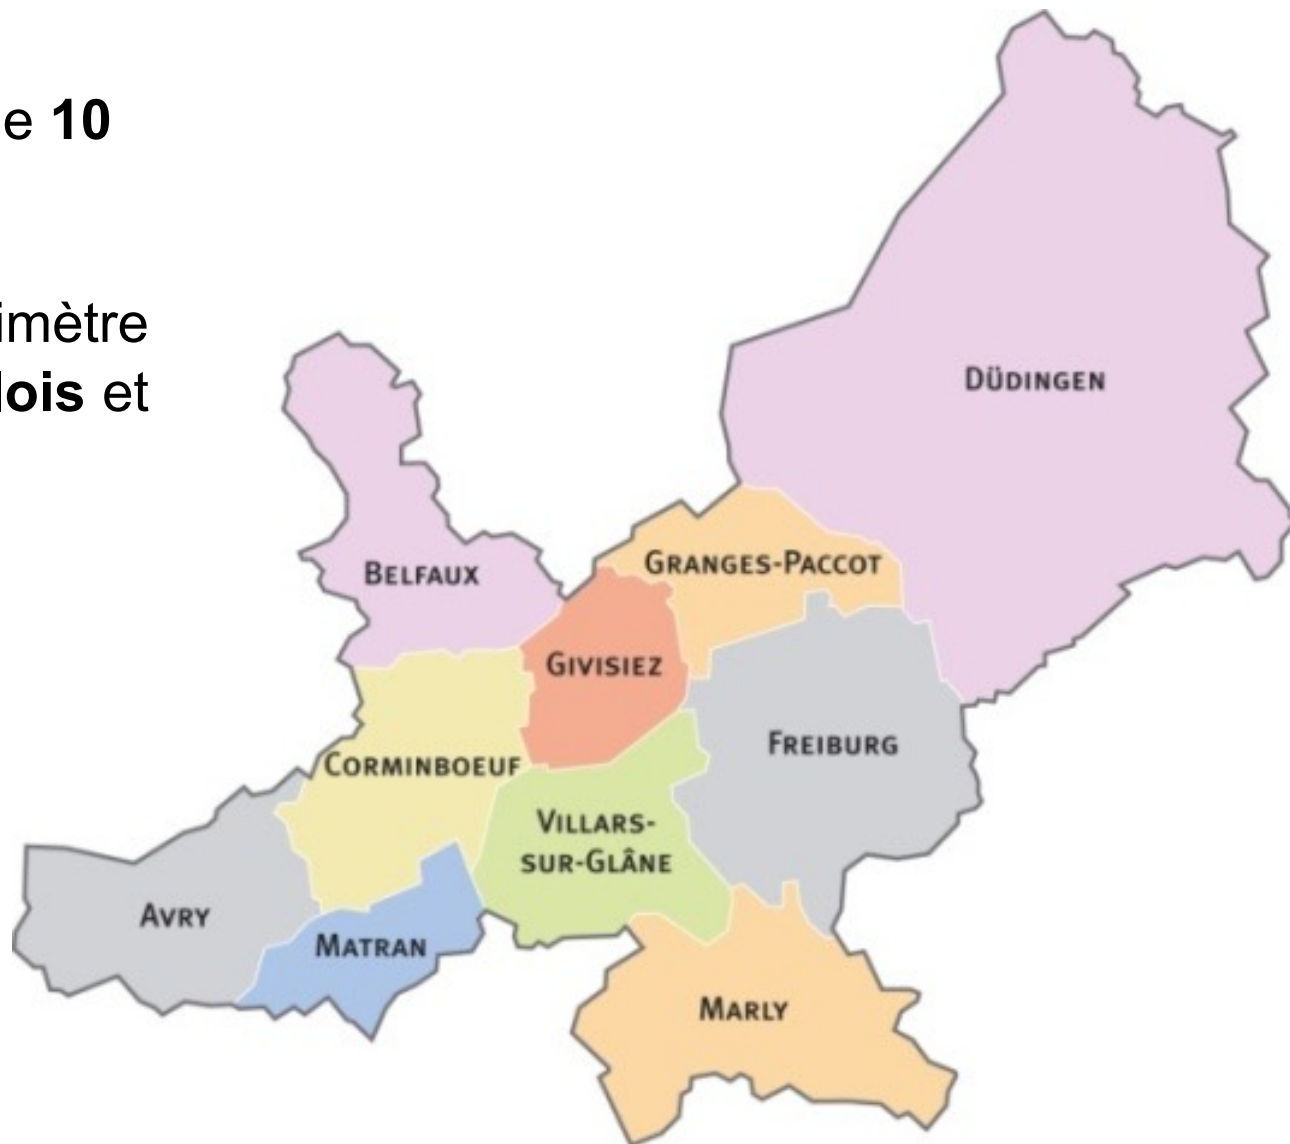 e 10
imètre
lois et
DÜDINGEN
GRANGES-PACCOT
BELFAUX
GIVISIEZ
FREIBURG
CORMINBOEUF
VILLARS-
SUR-GLÂNE
AVRY
MATRAN
MARLY